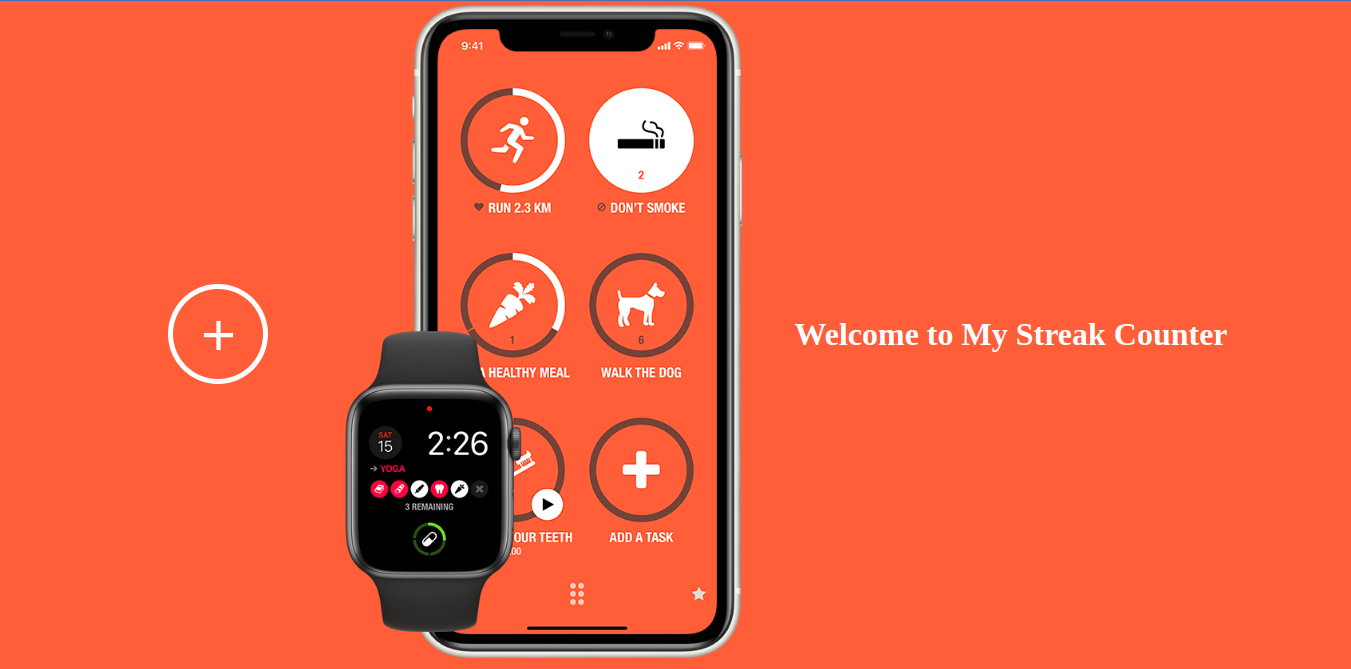 9:41
RUN 2.3 KM
2
DON'T SMOKE
1
A HEALTHY MEAL
6
WALK THE DOG
OUR TEETH
00
ADD A TASK
SAT
15
2:26
YOGA
3 REMAINING
Welcome to My Streak Counter